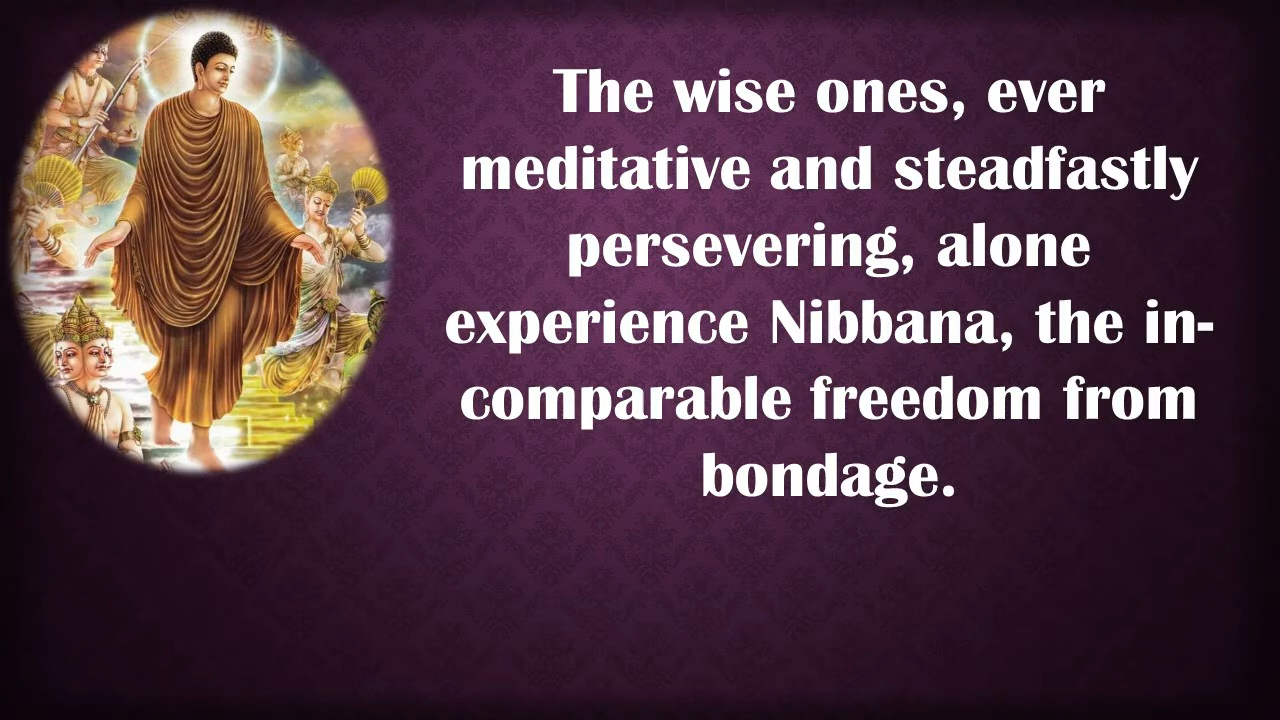 The wise ones, ever
meditative and steadfastly
persevering, alone
experience Nibbana, the in-
comparable freedom from
bondage.